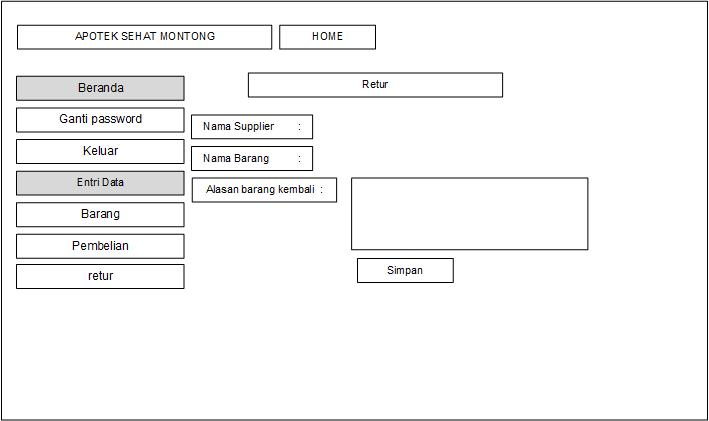 APOTEK SEHAT MONTONG
HOME
Beranda
Ganti password
Keluar
Entri Data
Barang
Pembelian
retur
Retur
Nama Supplier :
Nama Barang :
Alasan barang kembali :
Simpan